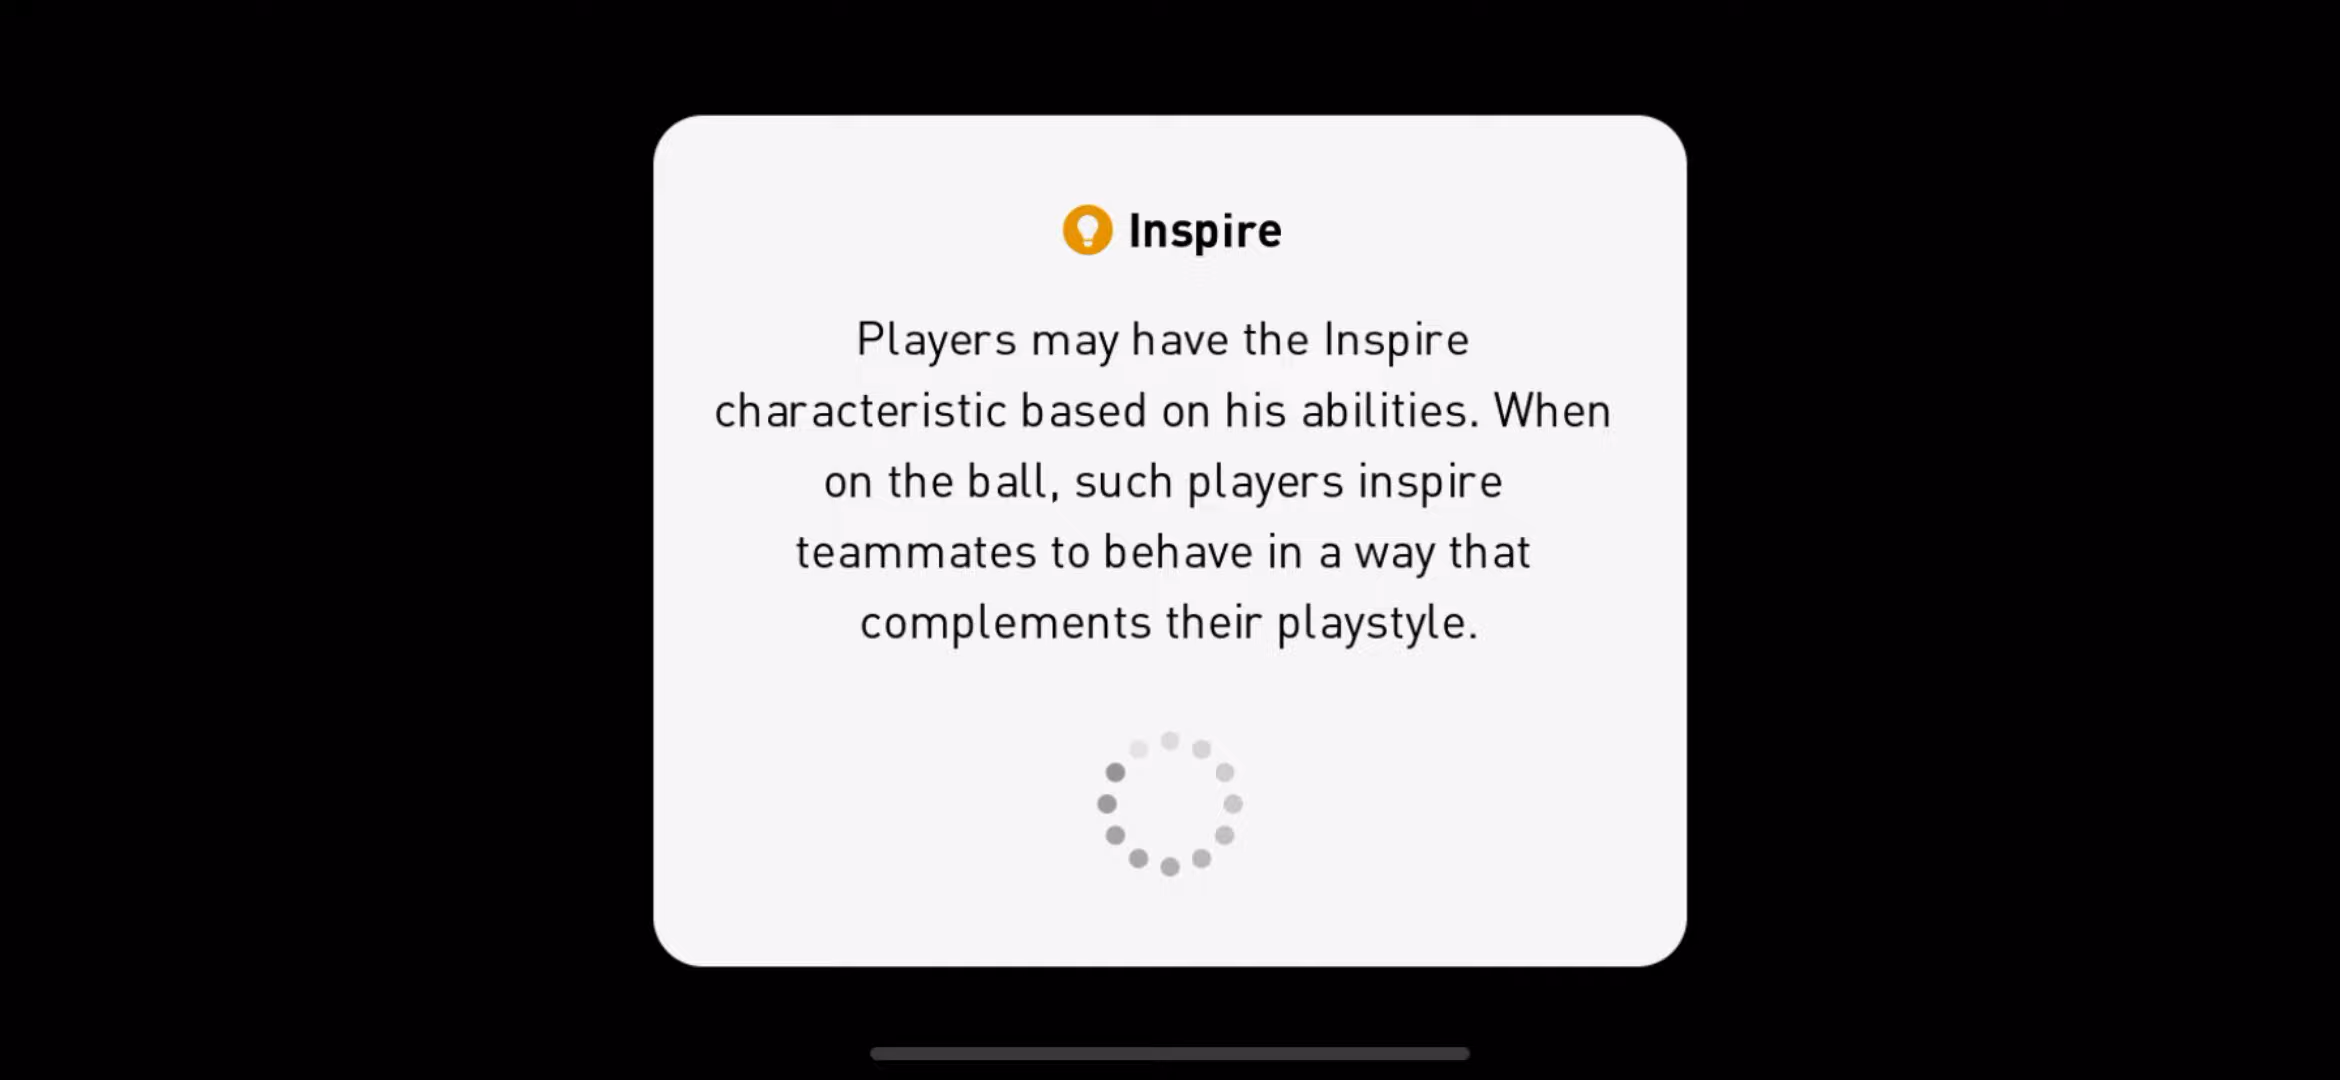 Inspire
Players may have the Inspire
characteristic based on his abilities. When
on the ball, such players inspire
teammates to behave in a way that
complements their playstyle.